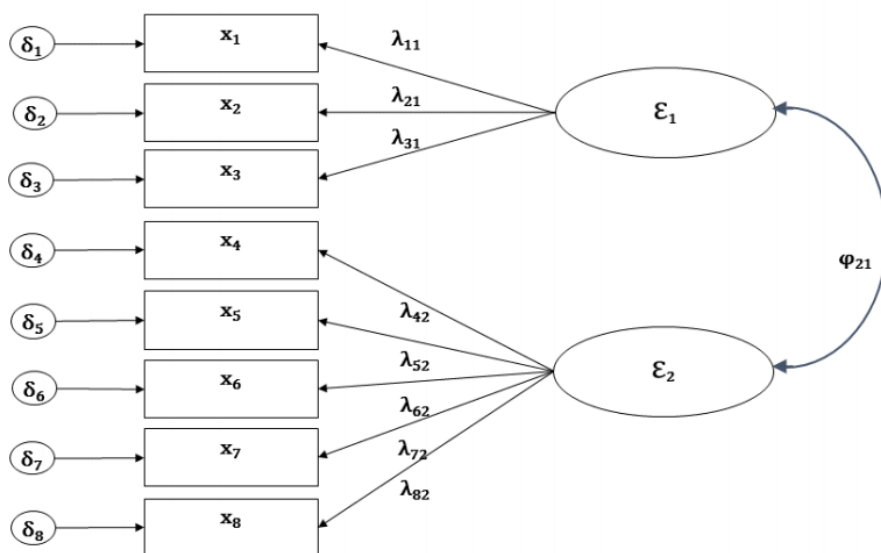 δ₁ x₁ λ₁₁
δ₂ x₂ λ₂₁ Ɛ₁
δ₃ x₃ λ₃₁
δ₄ x₄
φ₂₁
δ₅ x₅ λ₄₂
δ₆ x₆ λ₅₂ Ɛ₂
λ₆₂
δ₇ x₇ λ₇₂
λ₈₂
δ₈ x₈